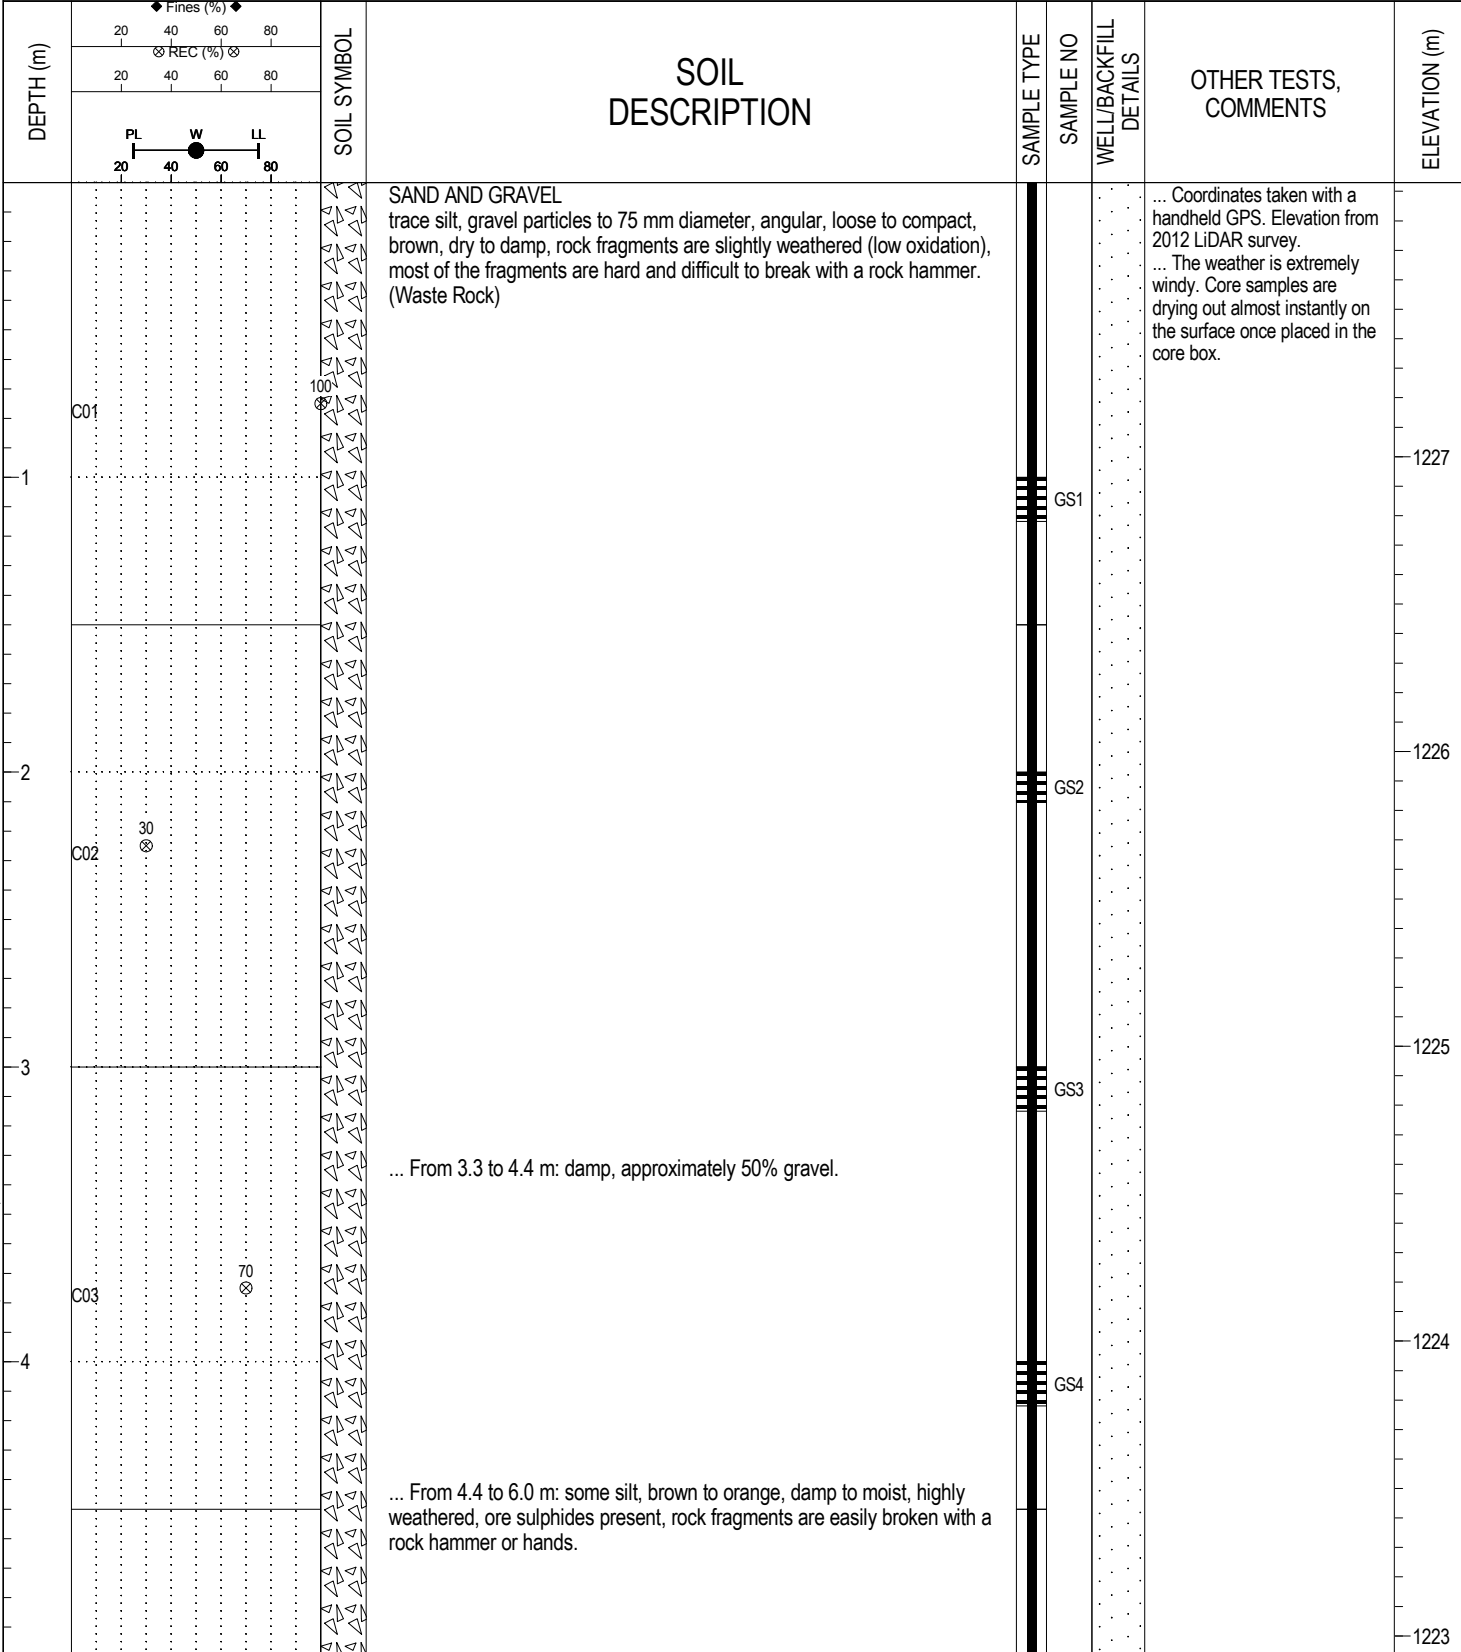 DEPTH (m)
◆ Fines (%) ◆
20 40 60 80
⊗ REC (%) ⊗
20 40 60 80
PL W LL
20 40 60 80
SOIL SYMBOL
SOIL
DESCRIPTION
SAMPLE TYPE
SAMPLE NO
WELL/BACKFILL
DETAILS
OTHER TESTS,
COMMENTS
ELEVATION (m)
SAND AND GRAVEL
trace silt, gravel particles to 75 mm diameter, angular, loose to compact,
brown, dry to damp, rock fragments are slightly weathered (low oxidation),
most of the fragments are hard and difficult to break with a rock hammer.
(Waste Rock)
... Coordinates taken with a
handheld GPS. Elevation from
2012 LiDAR survey.
... The weather is extremely
windy. Core samples are
drying out almost instantly on
the surface once placed in the
core box.
100
C01
1227
1
GS1
1226
2
GS2
30
C02
1225
3
GS3
... From 3.3 to 4.4 m: damp, approximately 50% gravel.
70
C03
1224
4
GS4
... From 4.4 to 6.0 m: some silt, brown to orange, damp to moist, highly
weathered, ore sulphides present, rock fragments are easily broken with a
rock hammer or hands.
1223